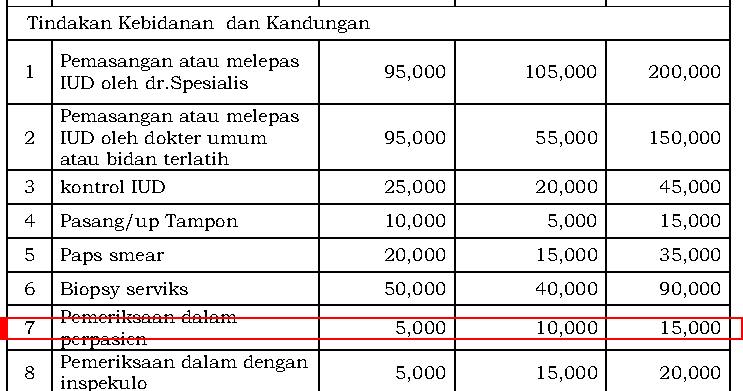 Tindakan Kebidanan dan Kandungan
1 Pemasangan atau melepas IUD oleh dr.Spesialis 95,000 105,000 200,000
2 Pemasangan atau melepas IUD oleh dokter umum atau bidan terlatih 95,000 55,000 150,000
3 kontrol IUD 25,000 20,000 45,000
4 Pasang/up Tampon 10,000 5,000 15,000
5 Paps smear 20,000 15,000 35,000
6 Biopsy serviks 50,000 40,000 90,000
7 Pemeriksaan dalam perpasien 5,000 10,000 15,000
8 Pemeriksaan dalam dengan inspekulo 5,000 15,000 20,000